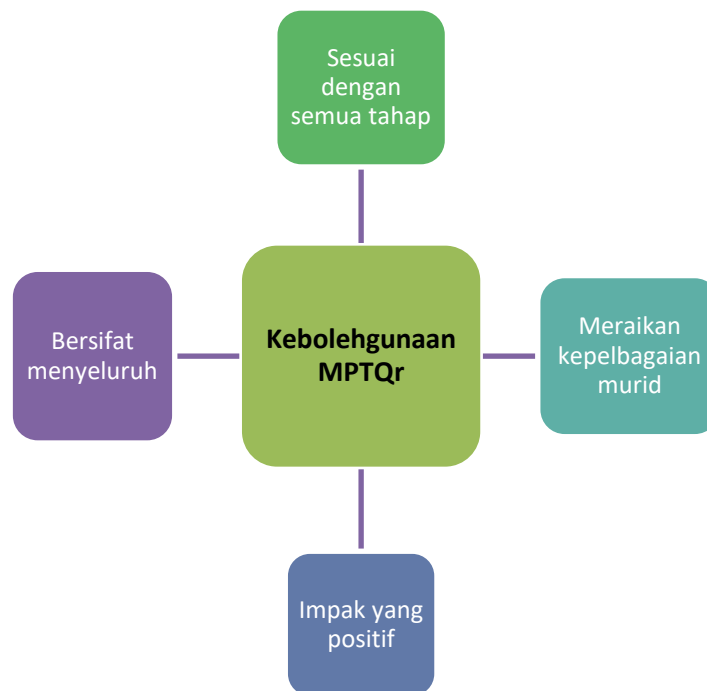 Sesuai
dengan
semua tahap
Bersifat
menyeluruh
Kebolehgunaan
MPTQr
Meraikan
kepelbagaian
murid
Impak yang
positif